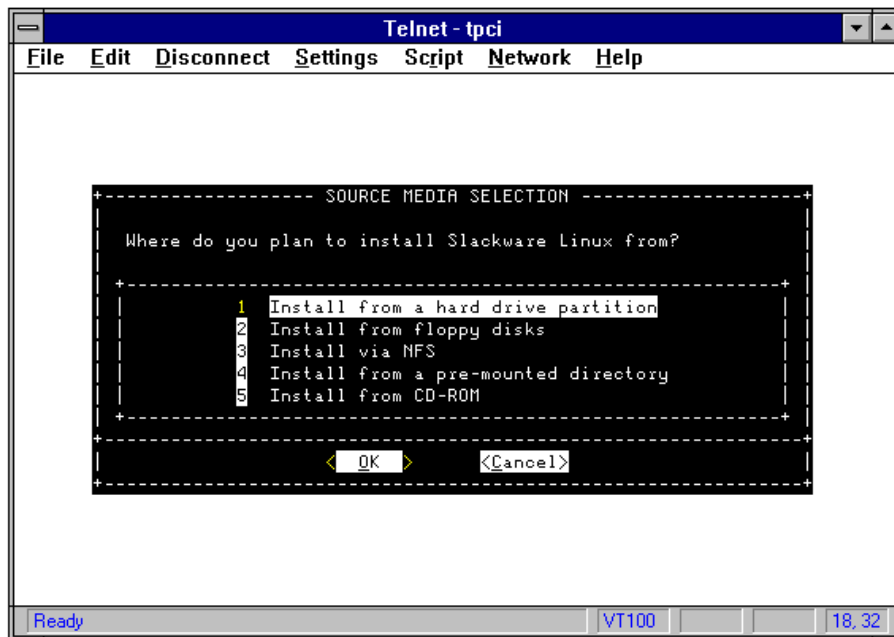 Telnet - tpci
File Edit Disconnect Settings Script Network Help
SOURCE MEDIA SELECTION
Where do you plan to install Slackware Linux from?
1 Install from a hard drive partition
2 Install from floppy disks
3 Install via NFS
4 Install from a pre-mounted directory
5 Install from CD-ROM
< OK > <Cancel>
Ready VT100 18, 32